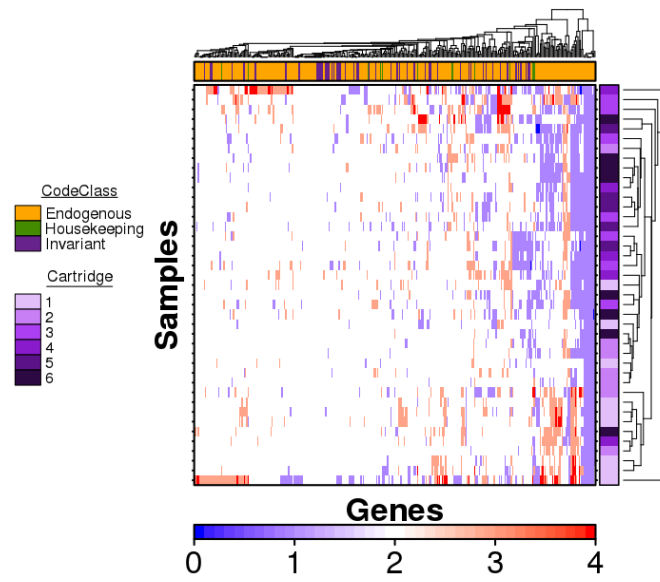 CodeClass
Endogenous
Housekeeping
Invariant
Cartridge
1
2
3
4
5
6
Samples
Genes
0 1 2 3 4